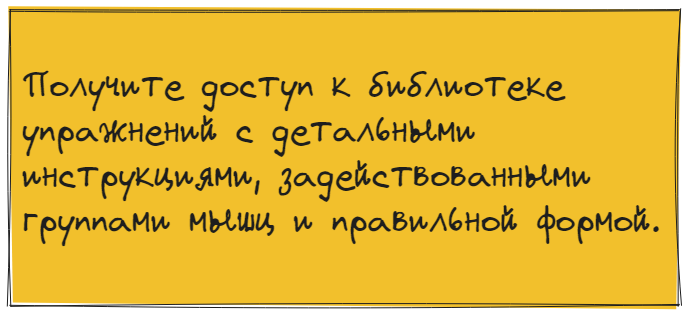 Получите доступ к библиотеке
упражнений с детальными
инструкциями, задействованными
группами мышц и правильной формой.